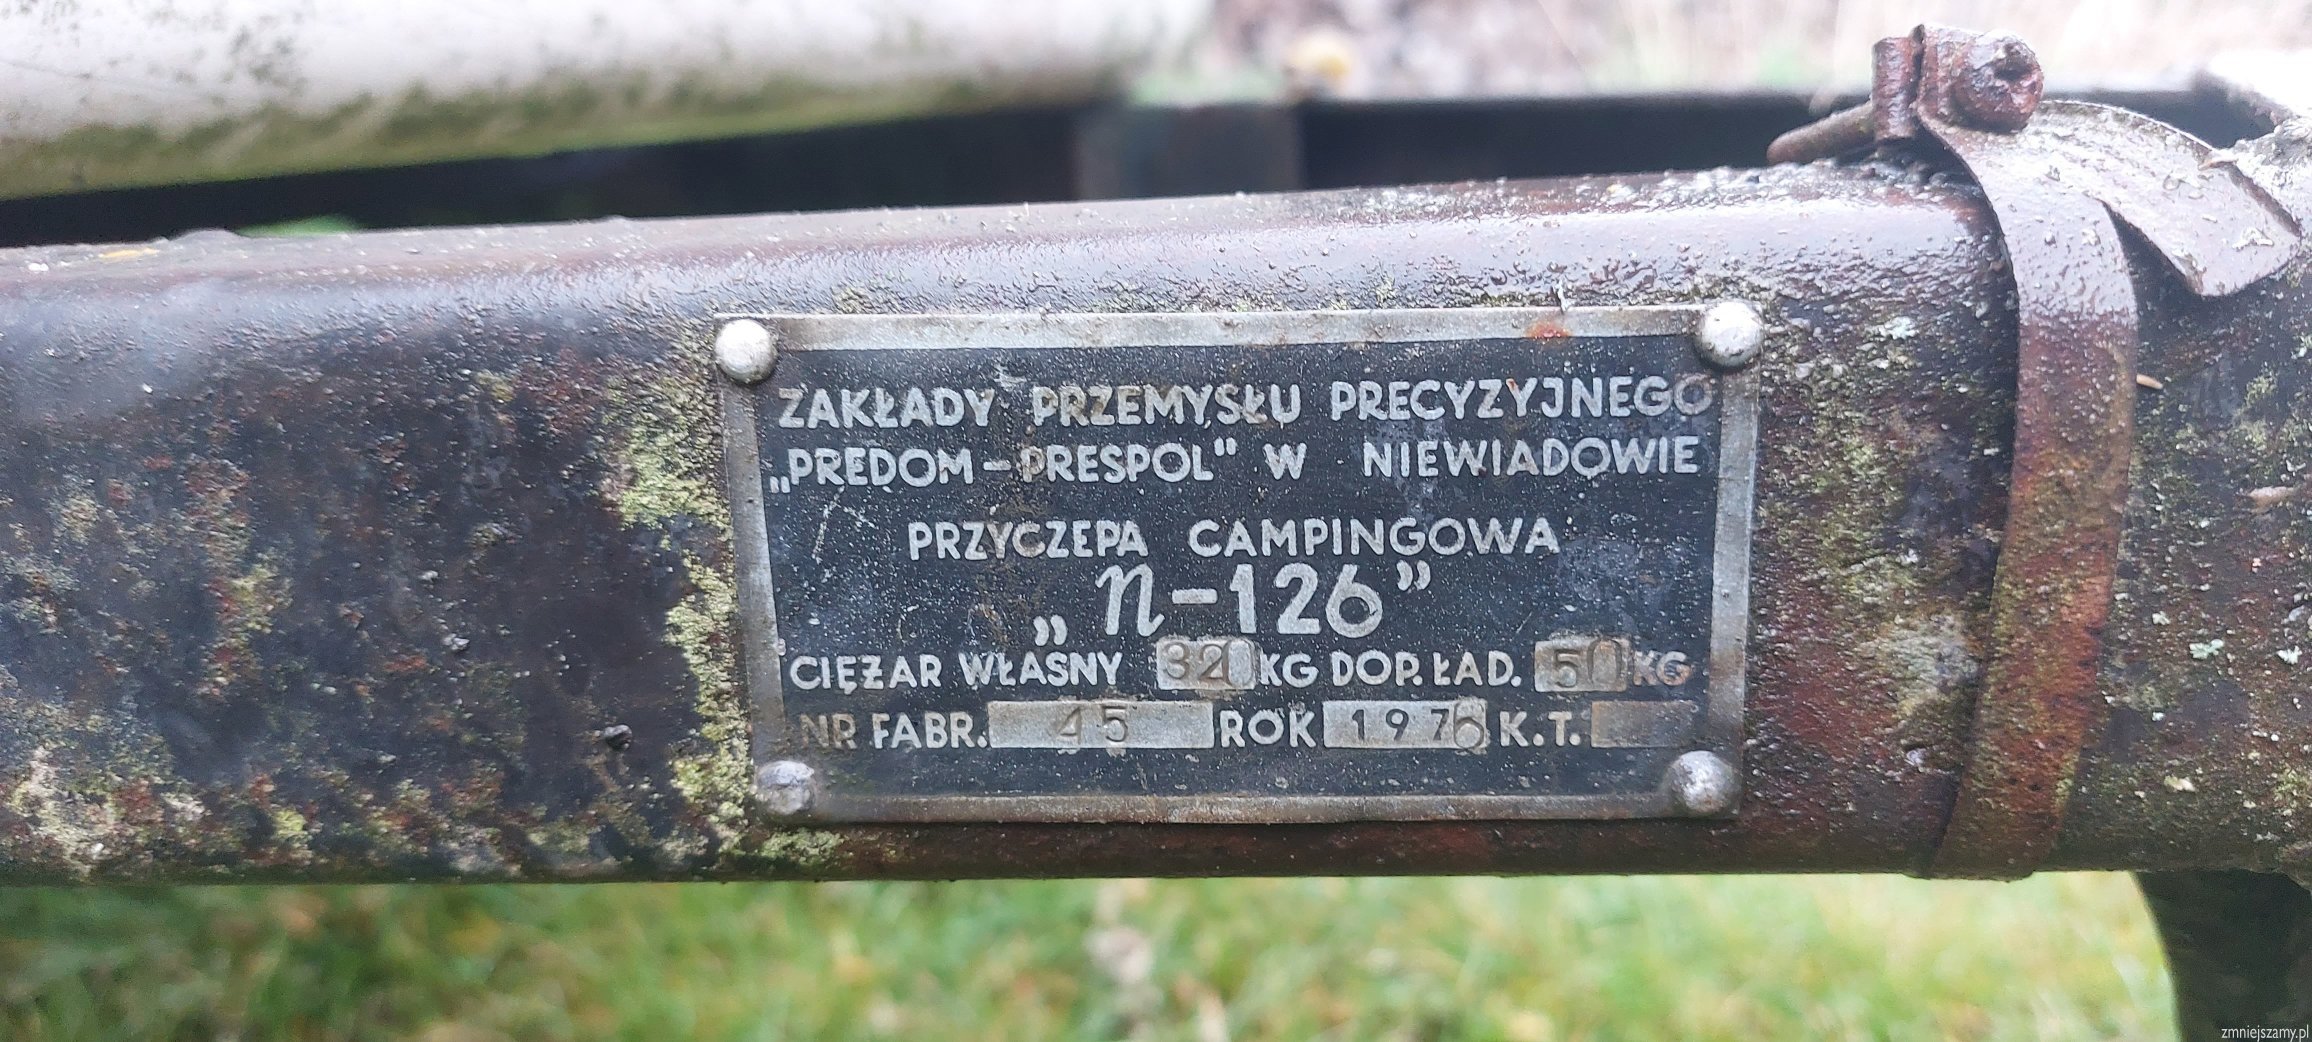 ZAKŁADY PRZEMYSŁU PRECYZYJNEGO
„PREDOM-PRESPOL" W NIEWIADOWIE
PRZYCZEPA CAMPINGOWA
„n-126"
CIĘŻAR WŁASNY 320 KG DOP. ŁAD. 50 KG
NR FABR. 45 ROK 1976 K.T.
zmniejszamy.pl